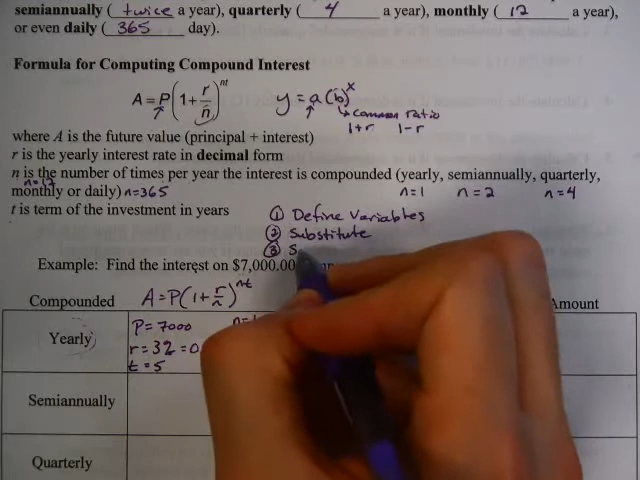 semiannually ( twice a year), quarterly ( 4 a year), monthly ( 12 a year),
or even daily ( 365 day).
Formula for Computing Compound Interest
A = P(1 + r/n)^nt y = a(b)^x
common ratio
1+r 1-r
where A is the future value (principal + interest)
r is the yearly interest rate in decimal form
n is the number of times per year the interest is compounded (yearly, semiannually, quarterly,
n=12
monthly or daily) n=365 n=1 n=2 n=4
t is term of the investment in years
① Define Variables
② Substitute
③ S
Example: Find the interest on $7,000.00
Compounded A=P(1+r/n)^nt Amount
Yearly P=7000
r=32=0
t=5
Semiannually
Quarterly